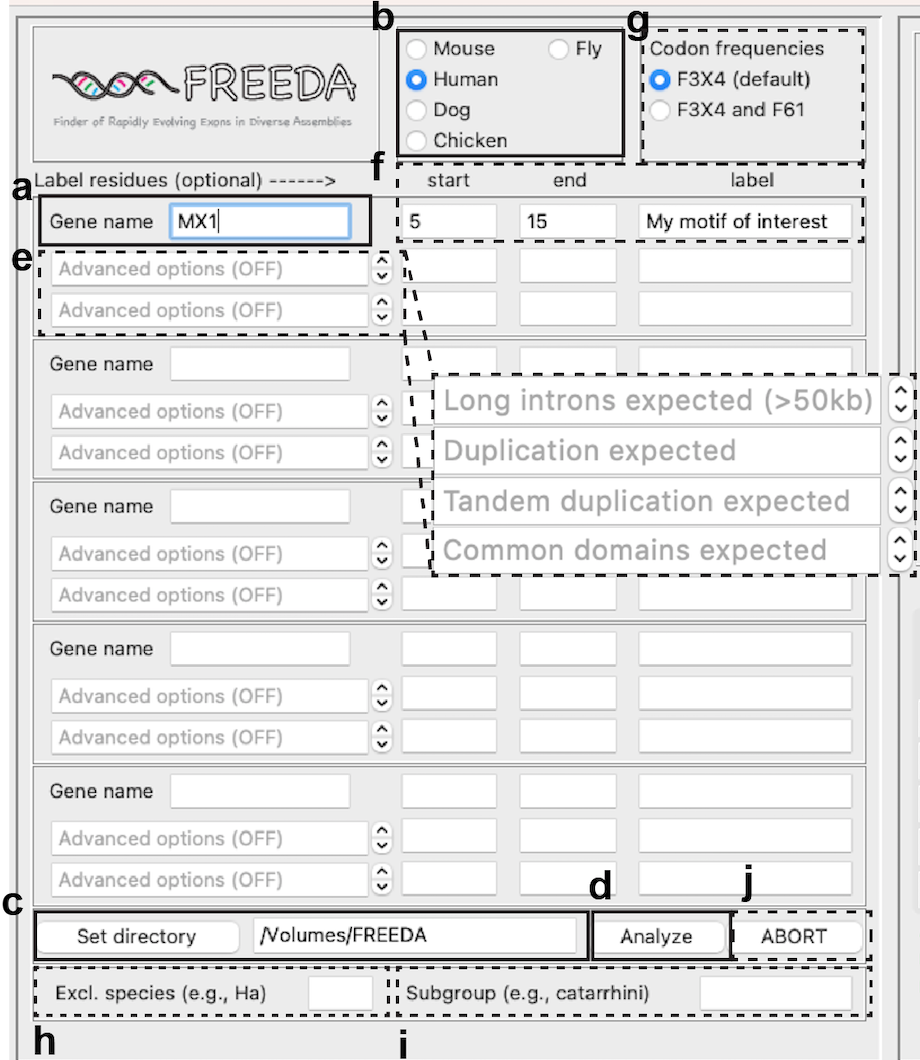 b
g
Mouse Fly
Human
Dog
Chicken
Codon frequencies
F3X4 (default)
F3X4 and F61
FREEDA
Finder of Rapidly Evolving Exons in Diverse Assemblies
f
Label residues (optional) ------> start end label
a
Gene name MX1 5 15 My motif of interest
e
Advanced options (OFF)
Advanced options (OFF)
Gene name
Advanced options (OFF)
Advanced options (OFF)
Long introns expected (>50kb)
Duplication expected
Tandem duplication expected
Common domains expected
Gene name
Advanced options (OFF)
Advanced options (OFF)
Gene name
Advanced options (OFF)
Advanced options (OFF)
Gene name
Advanced options (OFF)
Advanced options (OFF)
c d j
Set directory /Volumes/FREEDA Analyze ABORT
Excl. species (e.g., Ha) Subgroup (e.g., catarrhini)
h i